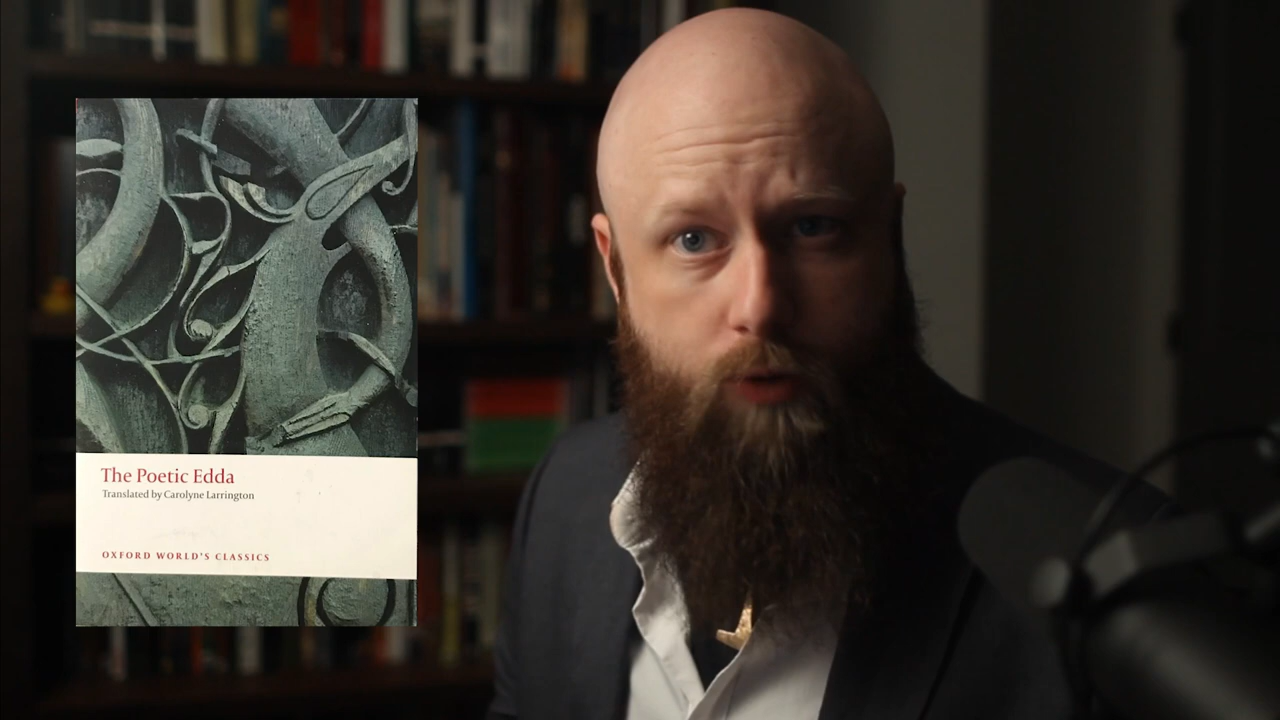 The Poetic Edda
Translated by Carolyne Larrington
OXFORD WORLD'S CLASSICS